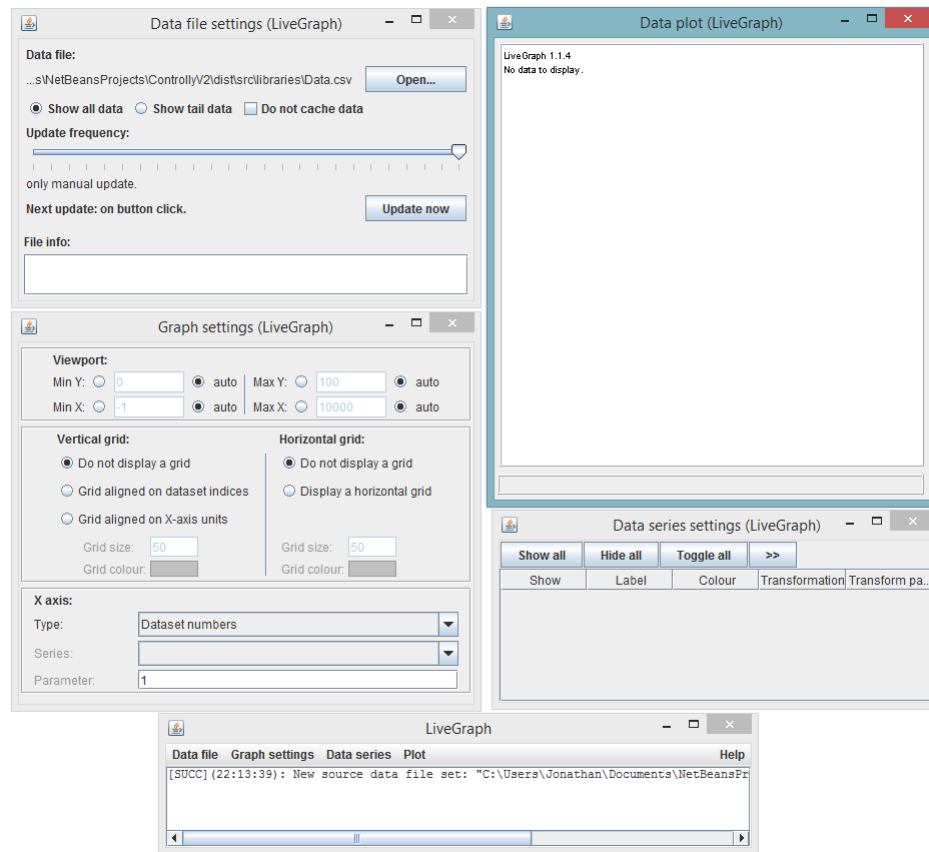 Data file settings (LiveGraph)
Data file:
...s\NetBeansProjects\ControllyV2\dist\src\libraries\Data.csv
Open...
Show all data
Show tail data
Do not cache data
Update frequency:
only manual update.
Next update: on button click.
Update now
File info:
Data plot (LiveGraph)
LiveGraph 1.1.4
No data to display.
Graph settings (LiveGraph)
Viewport:
Min Y: 0 auto Max Y: 100 auto
Min X: -1 auto Max X: 10000 auto
Vertical grid:
Do not display a grid
Grid aligned on dataset indices
Grid aligned on X-axis units
Grid size: 50
Grid colour:
Horizontal grid:
Do not display a grid
Display a horizontal grid
Grid size: 50
Grid colour:
X axis:
Type: Dataset numbers
Series:
Parameter: 1
Data series settings (LiveGraph)
Show all Hide all Toggle all >>
Show Label Colour Transformation Transform pa...
LiveGraph
Data file Graph settings Data series Plot Help
[SUCC](22:13:39): New source data file set: "C:\Users\Jonathan\Documents\NetBeansPr